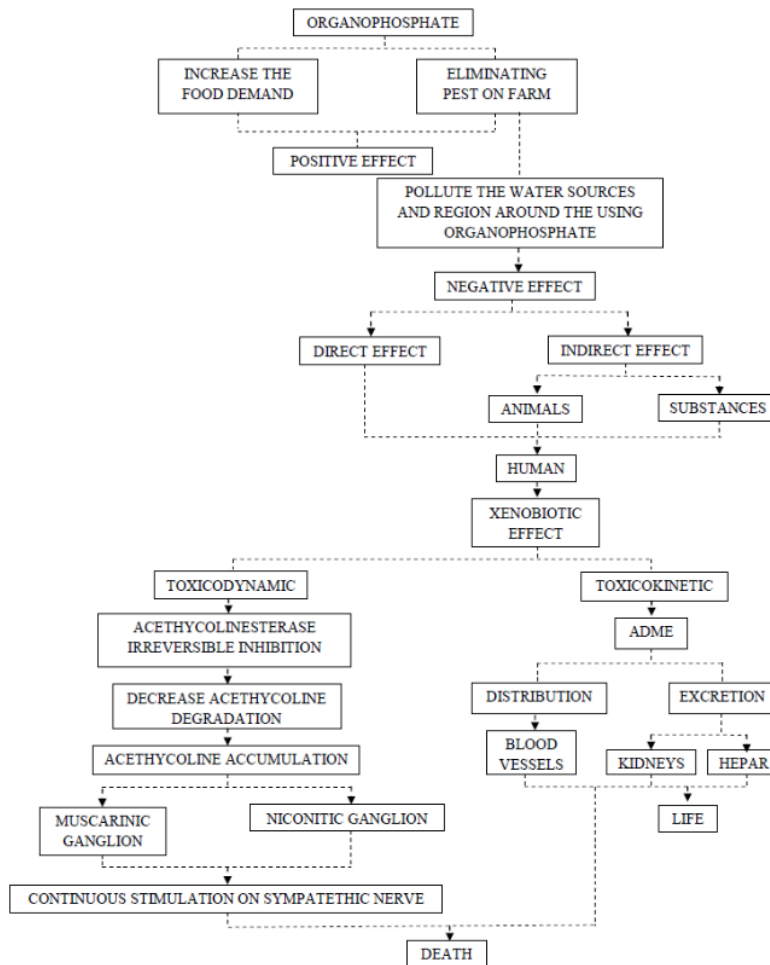 ORGANOPHOSPHATE
INCREASE THE
FOOD DEMAND
ELIMINATING
PEST ON FARM
POSITIVE EFFECT
POLLUTE THE WATER SOURCES
AND REGION AROUND THE USING
ORGANOPHOSPHATE
NEGATIVE EFFECT
DIRECT EFFECT
INDIRECT EFFECT
ANIMALS
SUBSTANCES
HUMAN
XENOBIOTIC
EFFECT
TOXICODYNAMIC
TOXICOKINETIC
ACETHYCOLINESTERASE
IRREVERSIBLE INHIBITION
ADME
DECREASE ACETHYCOLINE
DEGRADATION
DISTRIBUTION
EXCRETION
ACETHYCOLINE ACCUMULATION
BLOOD
VESSELS
KIDNEYS
HEPAR
MUSCARINIC
GANGLION
NICONITIC GANGLION
LIFE
CONTINUOUS STIMULATION ON SYMPATETHIC NERVE
DEATH